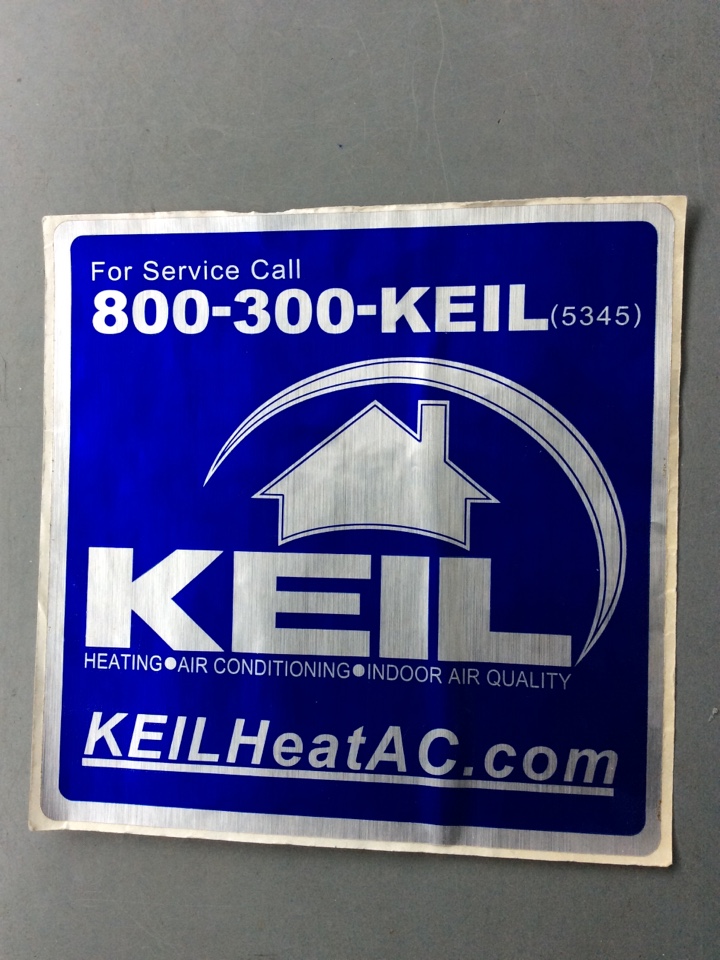 For Service Call
800-300-KEIL(5345)
KEIL
HEATING●AIR CONDITIONING●INDOOR AIR QUALITY
KEILHeatAC.com